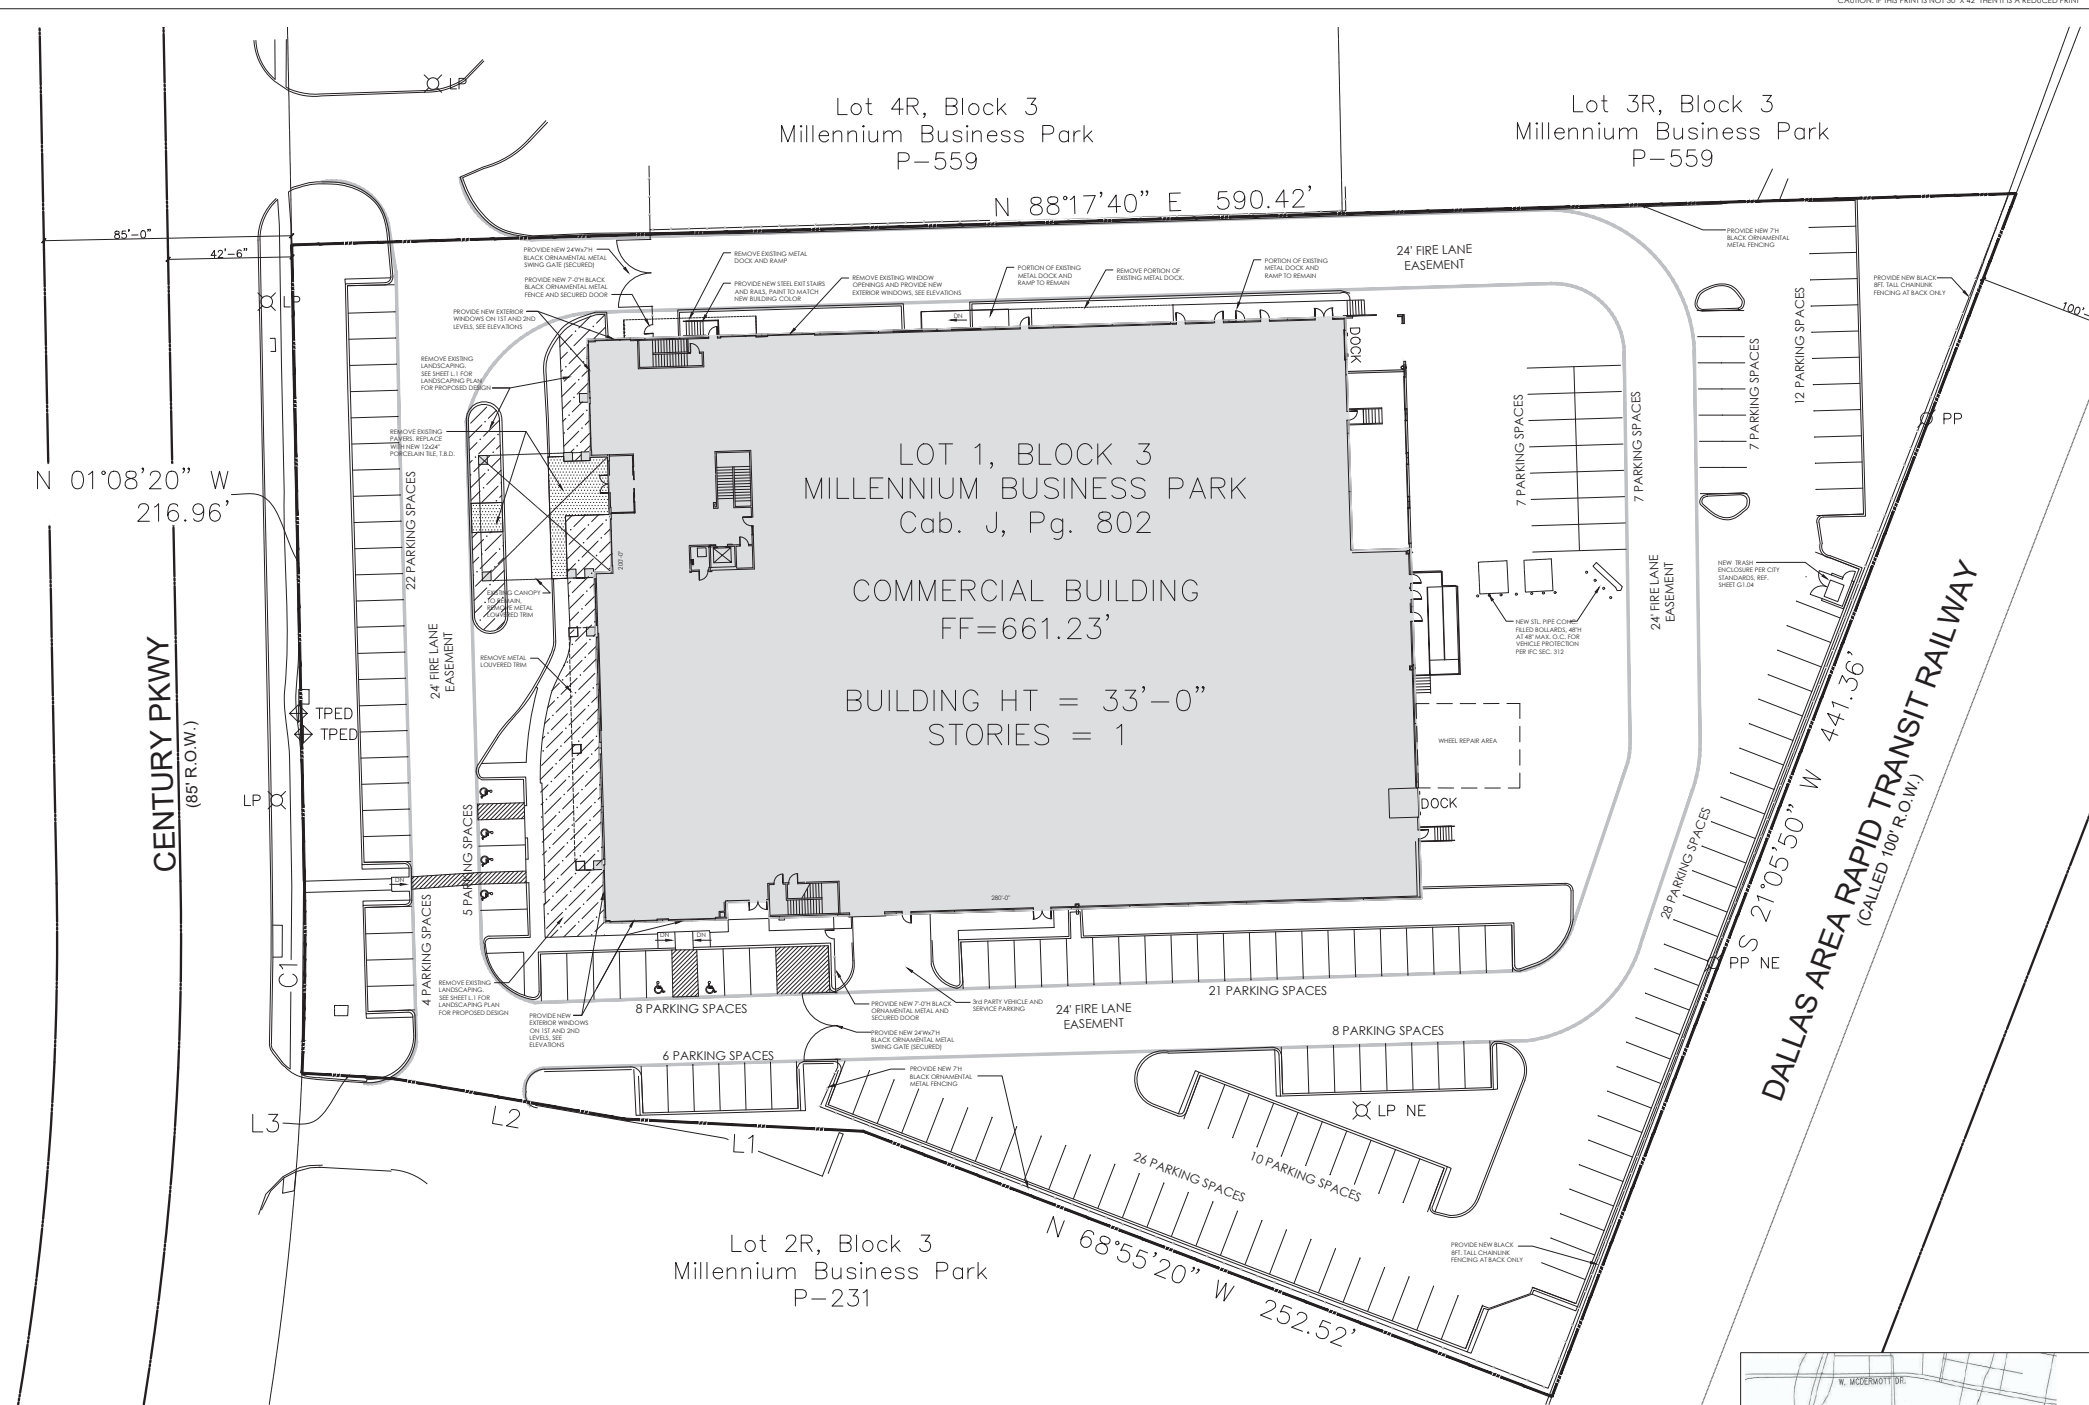 CAUTION: IF THIS PRINT IS NOT 30" X 42" THEN IT IS A REDUCED PRINT
LP
Lot 4R, Block 3
Millennium Business Park
P-559
Lot 3R, Block 3
Millennium Business Park
P-559
N 88°17'40" E 590.42'
85'-0"
42'-6"
LP
PROVIDE NEW 24'Wx7'H
BLACK ORNAMENTAL METAL
SWING GATE (SECURED)
PROVIDE NEW 7'-0"H BLACK
BLACK ORNAMENTAL METAL
FENCE AND SECURED DOOR
REMOVE EXISTING METAL
DOCK AND RAMP
PROVIDE NEW STEEL EXIT STAIRS
AND RAILS, PAINT TO MATCH
NEW BUILDING COLOR
REMOVE EXISTING WINDOW
OPENINGS AND PROVIDE NEW
EXTERIOR WINDOWS, SEE ELEVATIONS
PORTION OF EXISTING
METAL DOCK AND
RAMP TO REMAIN
REMOVE PORTION OF
EXISTING METAL DOCK.
PORTION OF EXISTING
METAL DOCK AND
RAMP TO REMAIN
24' FIRE LANE
EASEMENT
PROVIDE NEW 7'H
BLACK ORNAMENTAL
METAL FENCING
PROVIDE NEW BLACK
8FT. TALL CHAINLINK
FENCING AT BACK ONLY
100'
PROVIDE NEW EXTERIOR
WINDOWS ON 1ST AND 2ND
LEVELS, SEE ELEVATIONS
DN
DOCK
REMOVE EXISTING
LANDSCAPING.
SEE SHEET L.1 FOR
LANDSCAPING PLAN
FOR PROPOSED DESIGN
REMOVE EXISTING
PAVERS. REPLACE
WITH NEW 12x24"
PORCELAIN TILE, T.B.D.
12 PARKING SPACES
7 PARKING SPACES
7 PARKING SPACES
7 PARKING SPACES
PP
N 01°08'20" W
216.96'
22 PARKING SPACES
LOT 1, BLOCK 3
MILLENNIUM BUSINESS PARK
Cab. J, Pg. 802
200'-0"
COMMERCIAL BUILDING
FF=661.23'
BUILDING HT = 33'-0"
STORIES = 1
EXISTING CANOPY
TO REMAIN,
REMOVE METAL
LOUVERED TRIM
24' FIRE LANE
EASEMENT
REMOVE METAL
LOUVERED TRIM
NEW STL. PIPE CONC.
FILLED BOLLARDS, 48"H
AT 48" MAX. O.C. FOR
VEHICLE PROTECTION
PER IFC SEC. 312
24' FIRE LANE
EASEMENT
NEW TRASH
ENCLOSURE PER CITY
STANDARDS, REF.
SHEET G1.04
CENTURY PKWY
(85' R.O.W.)
TPED
TPED
LP
WHEEL REPAIR AREA
DOCK
S 21°05'50" W 441.36'
DALLAS AREA RAPID TRANSIT RAILWAY
(CALLED 100' R.O.W.)
28 PARKING SPACES
5 PARKING SPACES
DN
4 PARKING SPACES
280'-0"
DN
DN
C1
PP NE
REMOVE EXISTING
LANDSCAPING.
SEE SHEET L.1 FOR
LANDSCAPING PLAN
FOR PROPOSED DESIGN
PROVIDE NEW
EXTERIOR WINDOWS
ON 1ST AND 2ND
LEVELS, SEE
ELEVATIONS
8 PARKING SPACES
PROVIDE NEW 7'-0"H BLACK
ORNAMENTAL METAL AND
SECURED DOOR
3rd PARTY VEHICLE AND
SERVICE PARKING
PROVIDE NEW 24'Wx7'H
BLACK ORNAMENTAL METAL
SWING GATE (SECURED)
24' FIRE LANE
EASEMENT
21 PARKING SPACES
8 PARKING SPACES
6 PARKING SPACES
PROVIDE NEW 7'H
BLACK ORNAMENTAL
METAL FENCING
LP NE
L3
L2
L1
26 PARKING SPACES
10 PARKING SPACES
N 68°55'20" W 252.52'
Lot 2R, Block 3
Millennium Business Park
P-231
PROVIDE NEW BLACK
8FT. TALL CHAINLINK
FENCING AT BACK ONLY
W. MCDERMOTT DR.